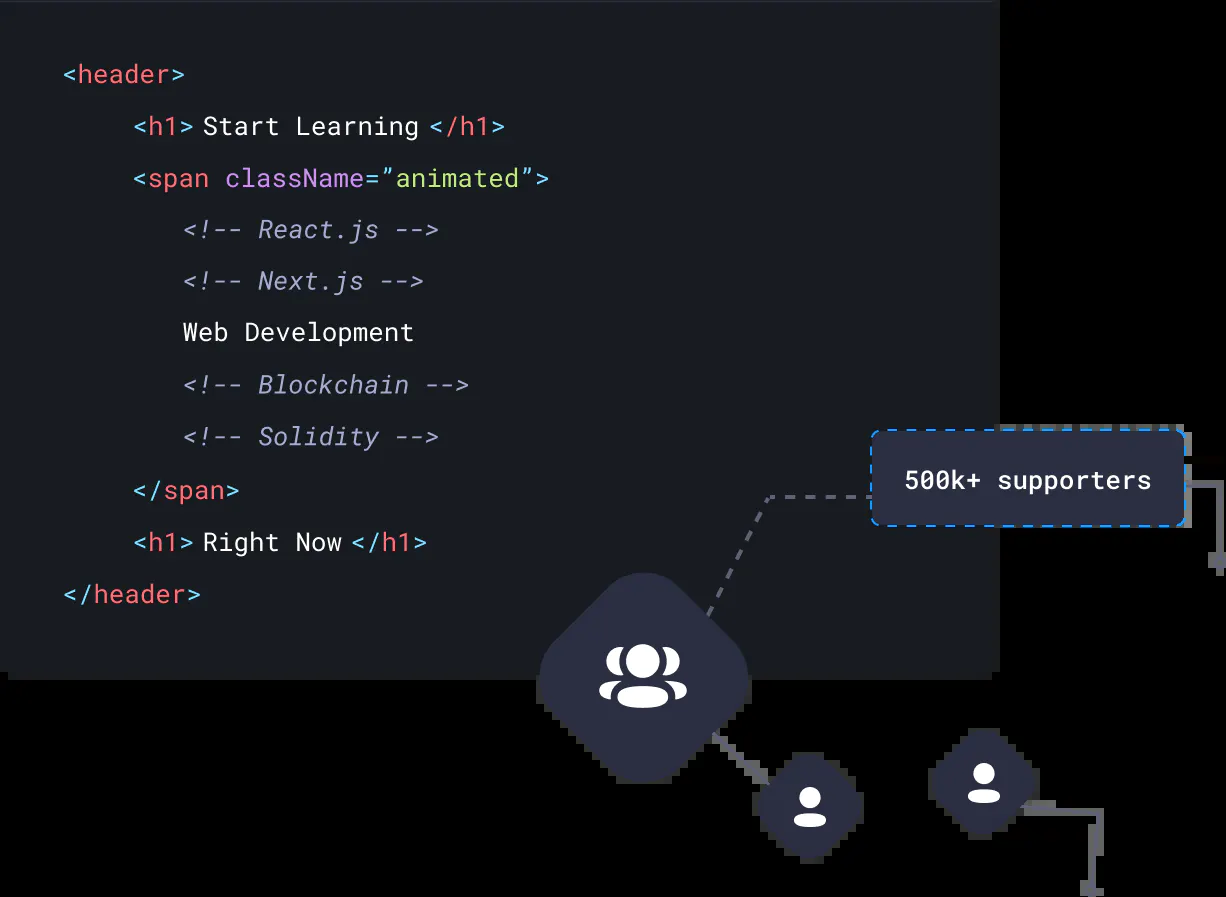 <header>
<h1> Start Learning </h1>
<span className=”animated”>
<!-- React.js -->
<!-- Next.js -->
Web Development
<!-- Blockchain -->
<!-- Solidity -->
</span>
<h1> Right Now </h1>
</header>
500k+ supporters